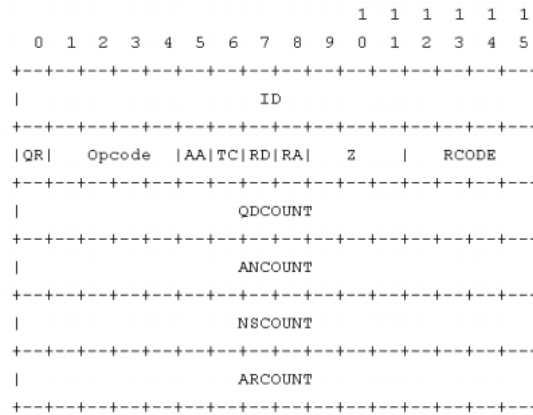 1  1  1  1  1  1
  0  1  2  3  4  5  6  7  8  9  0  1  2  3  4  5
+--+--+--+--+--+--+--+--+--+--+--+--+--+--+--+--
|                      ID
+--+--+--+--+--+--+--+--+--+--+--+--+--+--+--+--
|QR|   Opcode  |AA|TC|RD|RA|   Z    |   RCODE
+--+--+--+--+--+--+--+--+--+--+--+--+--+--+--+--
|                    QDCOUNT
+--+--+--+--+--+--+--+--+--+--+--+--+--+--+--+--
|                    ANCOUNT
+--+--+--+--+--+--+--+--+--+--+--+--+--+--+--+--
|                    NSCOUNT
+--+--+--+--+--+--+--+--+--+--+--+--+--+--+--+--
|                    ARCOUNT
+--+--+--+--+--+--+--+--+--+--+--+--+--+--+--+--